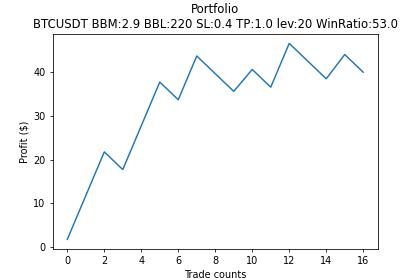 Portfolio
BTCUSDT BBM:2.9 BBL:220 SL:0.4 TP:1.0 lev:20 WinRatio:53.0
40
30
20
10
0
Profit ($)
0 2 4 6 8 10 12 14 16
Trade counts